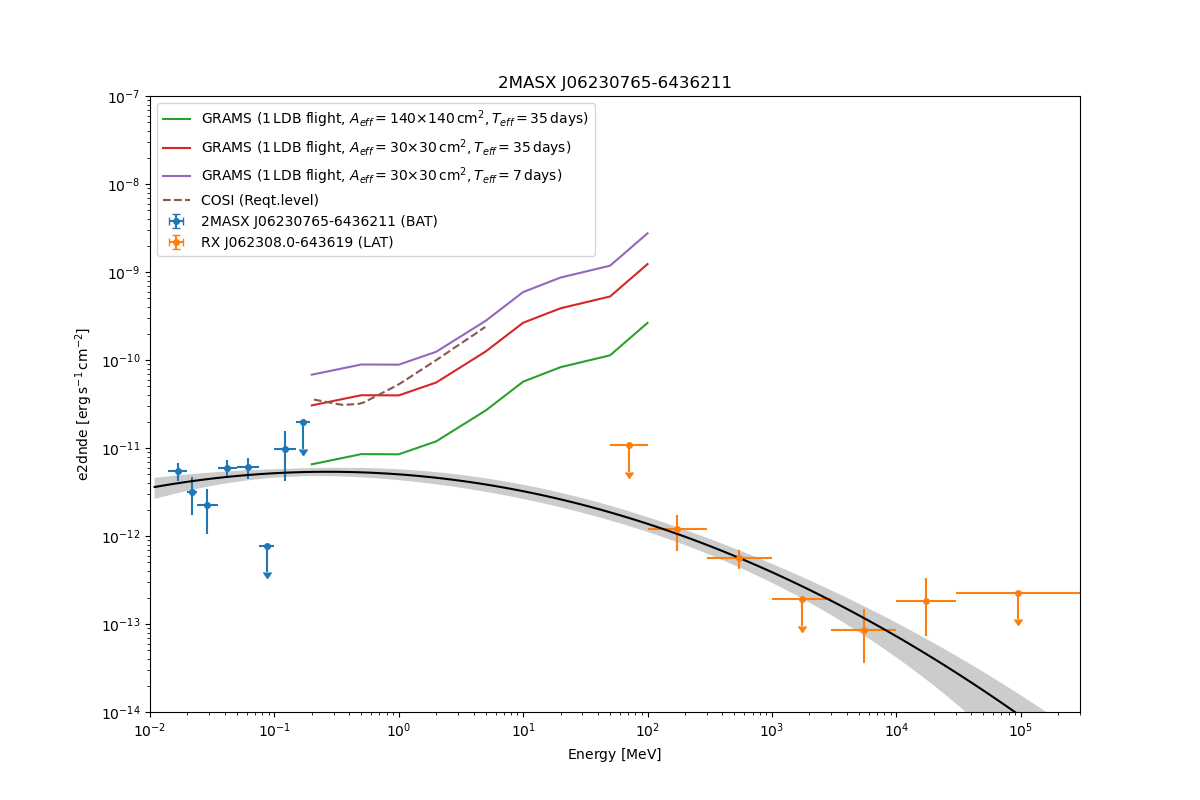 2MASX J06230765-6436211
GRAMS (1 LDB flight, A_eff = 140×140 cm², T_eff = 35 days)
GRAMS (1 LDB flight, A_eff = 30×30 cm², T_eff = 35 days)
GRAMS (1 LDB flight, A_eff = 30×30 cm², T_eff = 7 days)
COSI (Reqt.level)
2MASX J06230765-6436211 (BAT)
RX J062308.0-643619 (LAT)
e2dnde [erg s⁻¹ cm⁻²]
10⁻⁷
10⁻⁸
10⁻⁹
10⁻¹⁰
10⁻¹¹
10⁻¹²
10⁻¹³
10⁻¹⁴
10⁻² 10⁻¹ 10⁰ 10¹ 10² 10³ 10⁴ 10⁵
Energy [MeV]